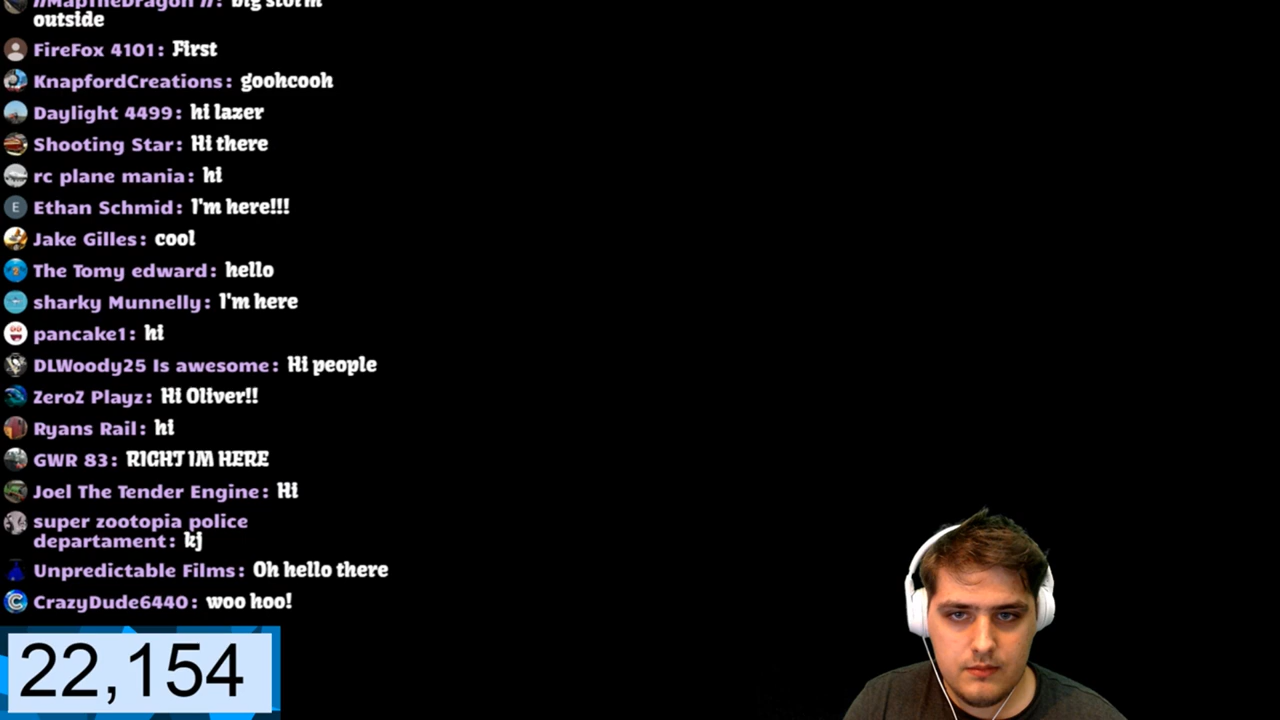 //MapTheDragon //: big storm
outside
FireFox 4101: First
KnapfordCreations: goohcooh
Daylight 4499: hi lazer
Shooting Star: Hi there
rc plane mania: hi
E
Ethan Schmid: I'm here!!!
Jake Gilles: cool
The Tomy edward: hello
sharky Munnelly: I'm here
pancake1: hi
DLWoody25 Is awesome: Hi people
ZeroZ Playz: Hi Oliver!!
Ryans Rail: hi
GWR 83: RIGHT IM HERE
Joel The Tender Engine: Hi
super zootopia police
departament: kj
Unpredictable Films: Oh hello there
C
CrazyDude6440: woo hoo!
22,154